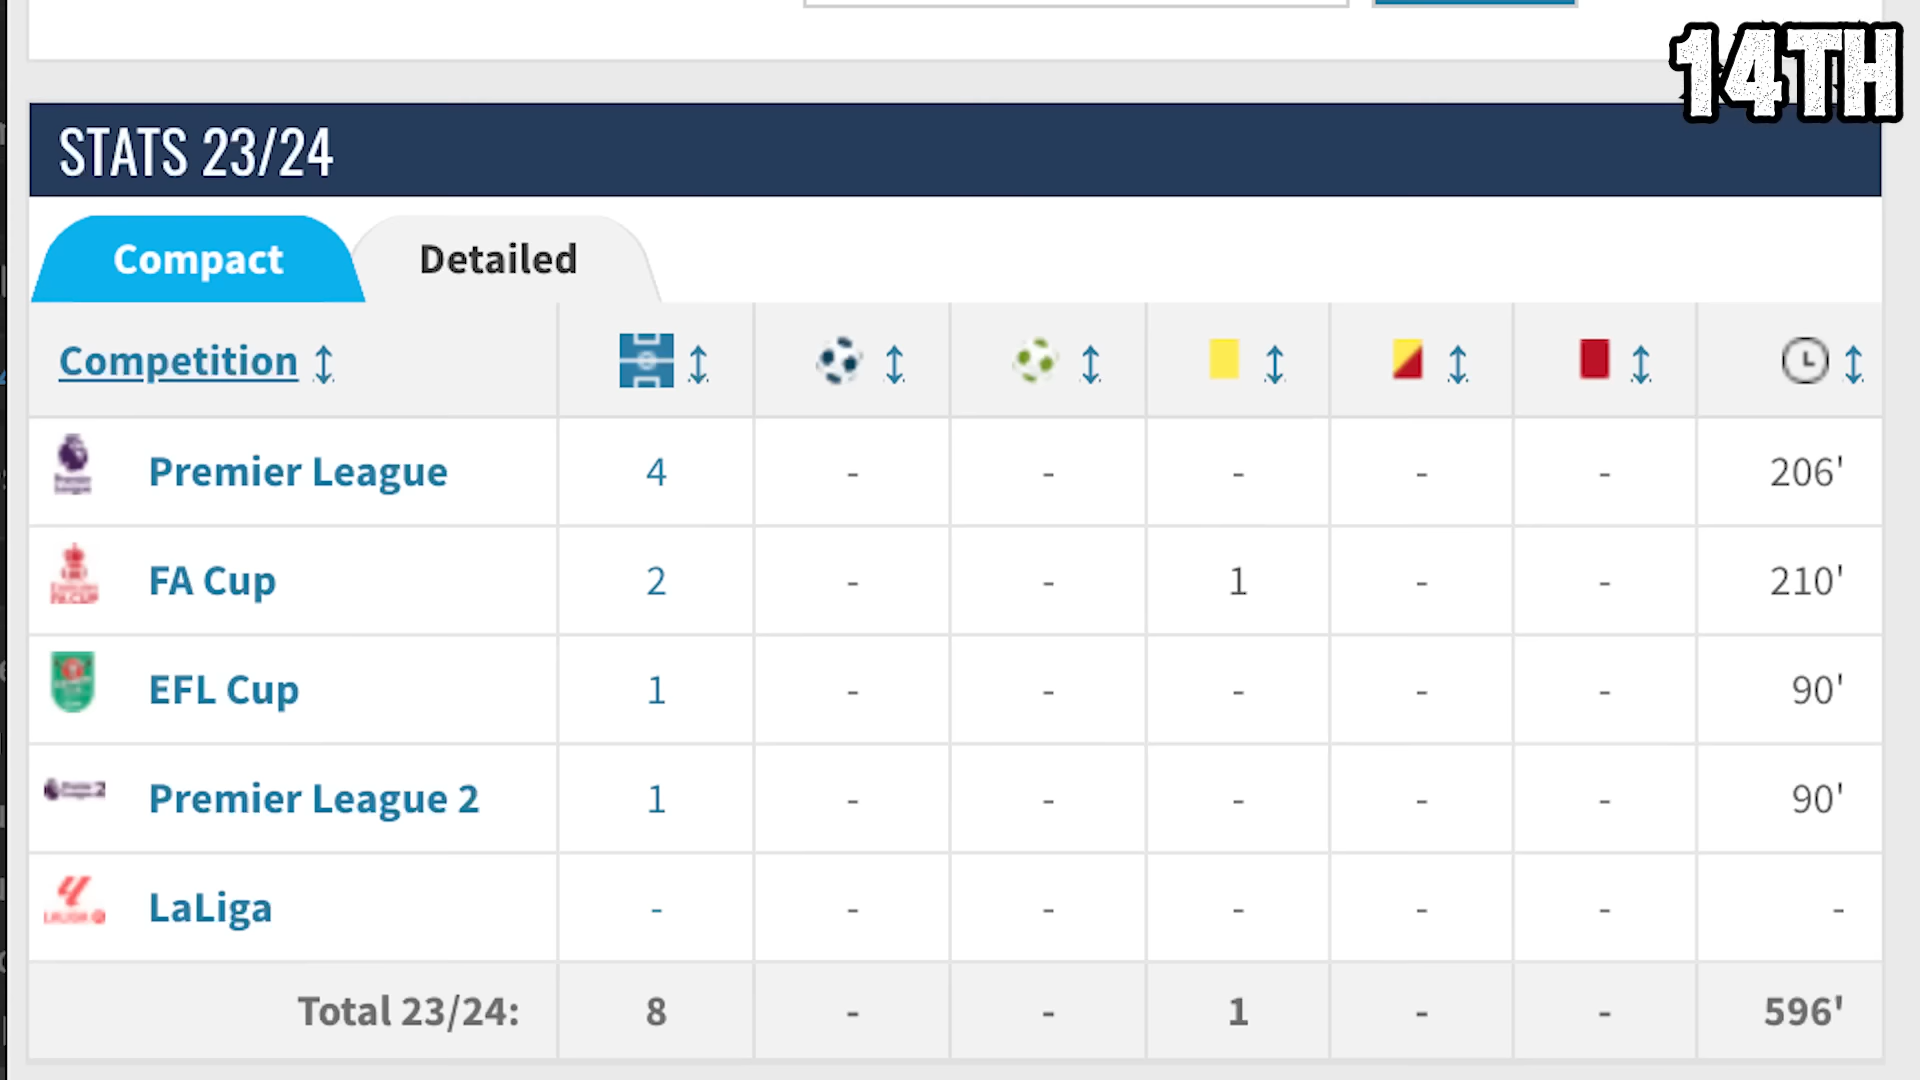 14TH
STATS 23/24
Compact Detailed
Competition
Premier League 4 - - - - - 206'
FA Cup 2 - - 1 - - 210'
EFL Cup 1 - - - - - 90'
Premier League 2 1 - - - - - 90'
LaLiga - - - - - - -
Total 23/24: 8 - - 1 - - 596'